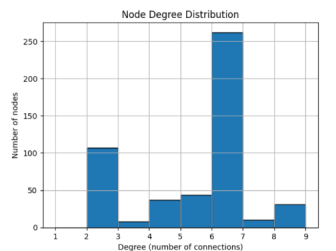 Node Degree Distribution
Number of nodes
250
200
150
100
50
0
1 2 3 4 5 6 7 8 9
Degree (number of connections)